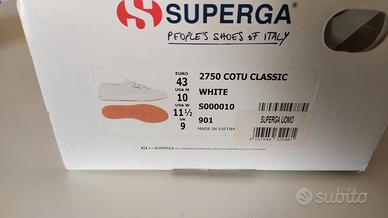 SUPERGA®
PEOPLE'S SHOES OF ITALY
EURO
43
USA M
10
USA W
11½
UK
9
2750 COTU CLASSIC
WHITE
S000010
901
MADE IN VIETNAM
SUPERGA UOMO
subito